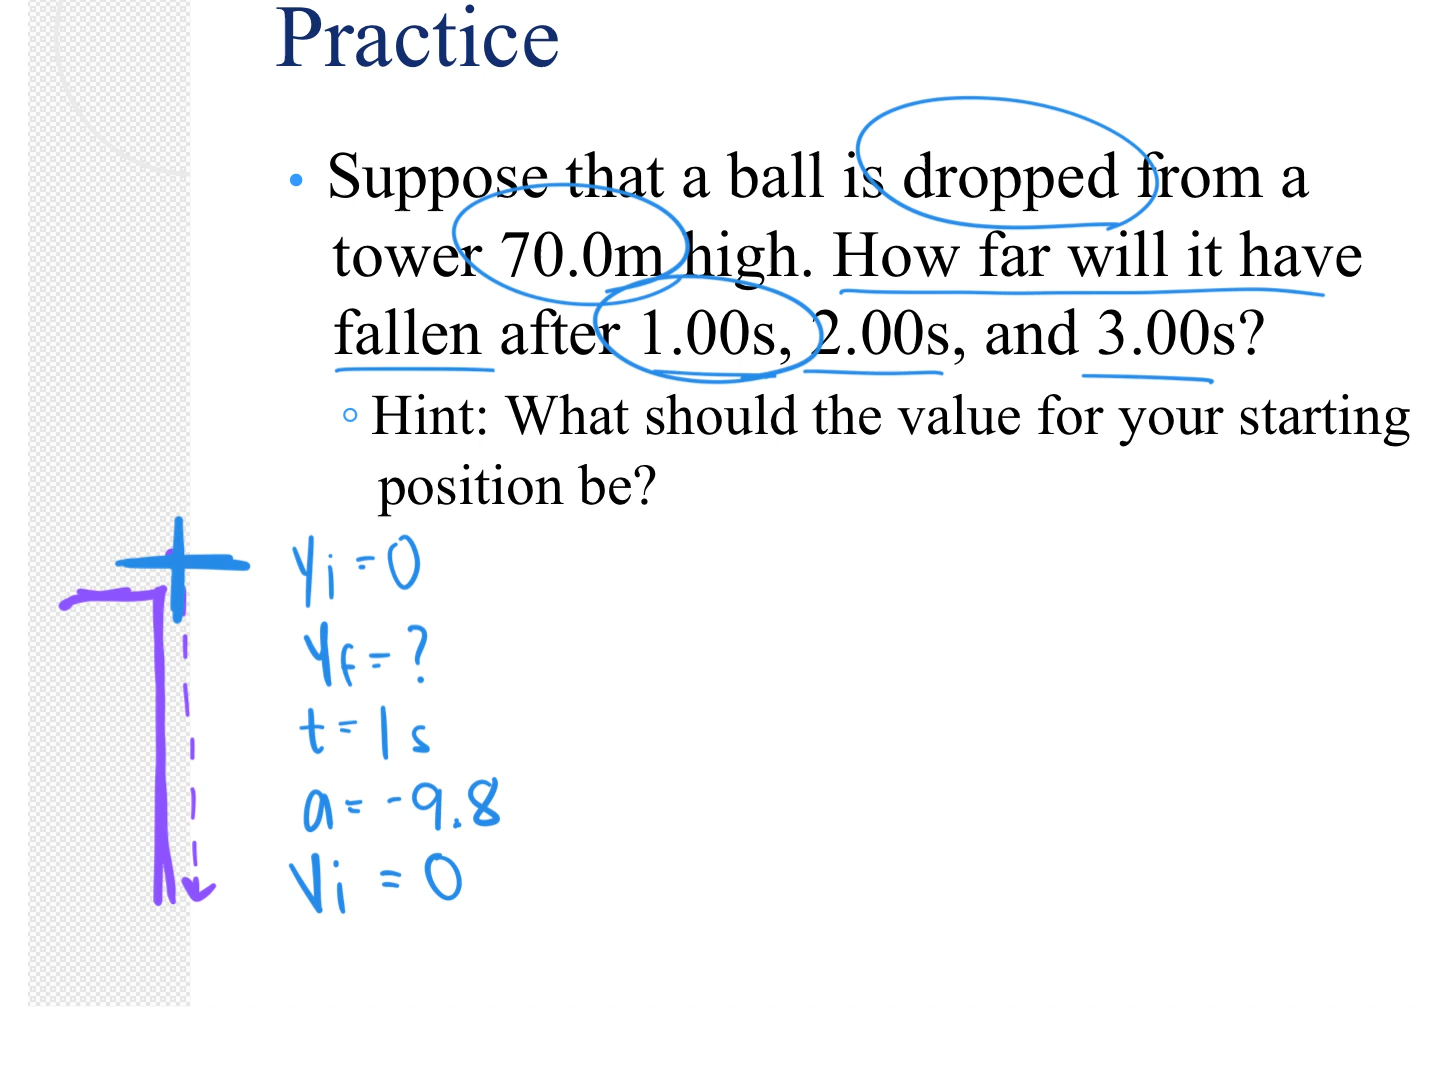 Practice
• Suppose that a ball is dropped from a
tower 70.0m high. How far will it have
fallen after 1.00s, 2.00s, and 3.00s?
◦ Hint: What should the value for your starting
position be?
yi = 0
yf = ?
t = 1 s
a = -9.8
Vi = 0